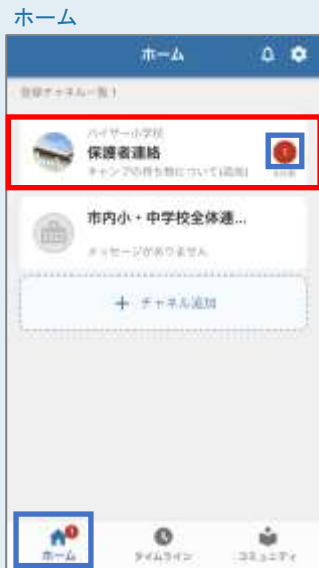 ホーム
ホーム
登録チャネル一覧
バイザー小学校
保護者連絡
キャンプの持ち物について(追加)
市内小・中学校全体連...
メッセージがありません
+ チャネル追加
ホーム
タイムライン
コミュニティ